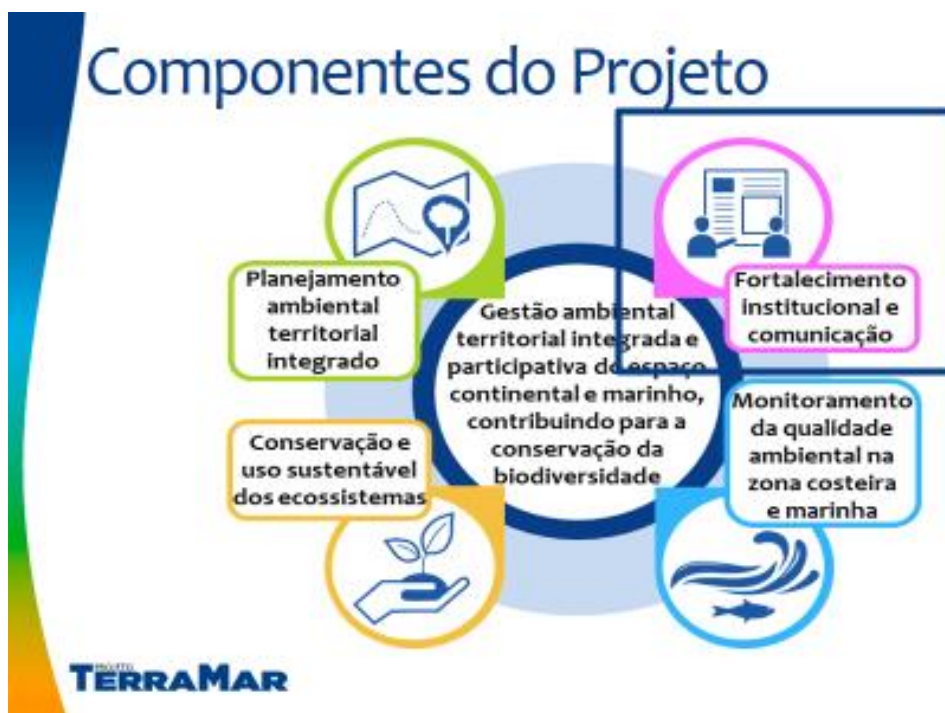 Componentes do Projeto
Planejamento
ambiental
territorial
integrado
Fortalecimento
institucional e
comunicação
Gestão ambiental
territorial integrada e
participativa do espaço
continental e marinho,
contribuindo para a
conservação da
biodiversidade
Conservação e
uso sustentável
dos ecossistemas
Monitoramento
da qualidade
ambiental na
zona costeira
e marinha
PROJETO
TERRAMAR